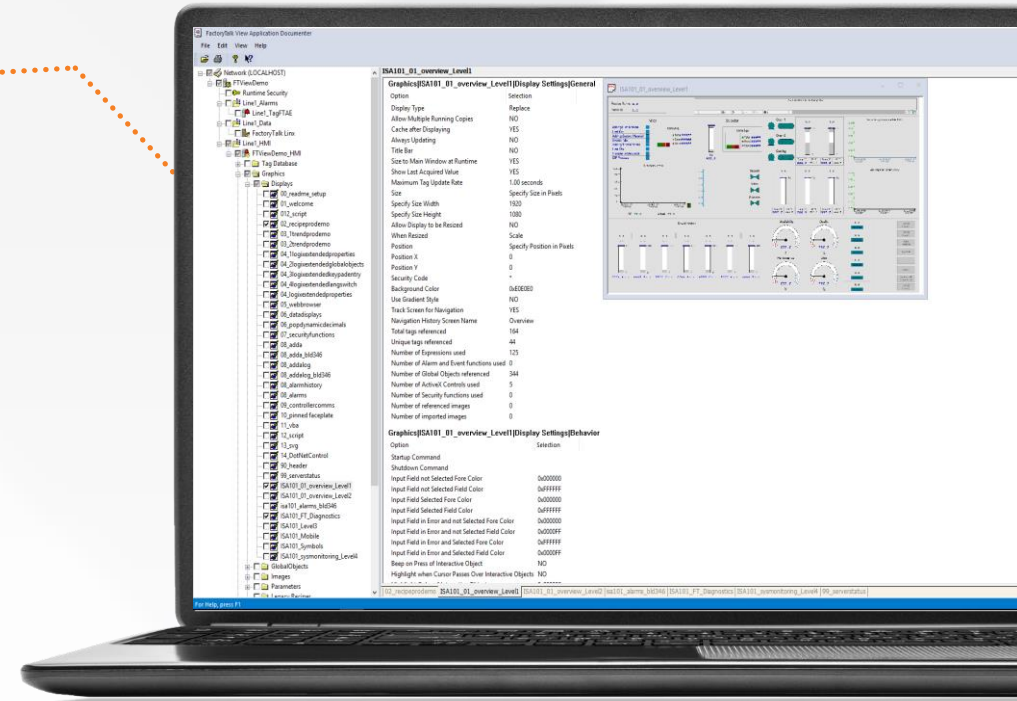 FactoryTalk View Application Documenter
File Edit View Help
Network (LOCALHOST)
FTViewDemo
Runtime Security
Line1_Alarms
Line1_TagFTAE
Line1_Data
FactoryTalk Linx
Line1_HMI
FTViewDemo_HMI
Tag Database
Graphics
Displays
00_readme_setup
01_welcome
012_script
02_recipeprodemo
03_1trendprodemo
03_2trendprodemo
04_1logixextendedproperties
04_2logixextendedglobalobjects
04_3logixextendedkeypadentry
04_4logixextendedlangswitch
04_logixextendedproperties
05_webbrowser
06_datadisplays
06_popdynamicdecimals
07_securityfunctions
08_adda
08_adda_bld346
08_addalog
08_addalog_bld346
08_alarmhistory
08_alarms
09_controllercomms
10_pinned faceplate
11_vba
12_script
13_svg
14_DotNetControl
90_header
99_serverstatus
ISA101_01_overview_Level1
ISA101_01_overview_Level2
isa101_alarms_bld346
ISA101_FT_Diagnostics
ISA101_Level3
ISA101_Mobile
ISA101_Symbols
ISA101_sysmonitoring_Level4
GlobalObjects
Images
Parameters
For Help, press F1
ISA101_01_overview_Level1
Graphics|ISA101_01_overview_Level1|Display Settings|General
Option Selection
Display Type Replace
Allow Multiple Running Copies NO
Cache after Displaying YES
Always Updating NO
Title Bar NO
Size to Main Window at Runtime YES
Show Last Acquired Value YES
Maximum Tag Update Rate 1.00 seconds
Size Specify Size in Pixels
Specify Size Width 1920
Specify Size Height 1080
Allow Display to be Resized NO
When Resized Scale
Position Specify Position in Pixels
Position X 0
Position Y 0
Security Code *
Background Color 0xE0E0E0
Use Gradient Style NO
Track Screen for Navigation YES
Navigation History Screen Name Overview
Total tags referenced 164
Unique tags referenced 44
Number of Expressions used 125
Number of Alarm and Event functions used 0
Number of Global Objects referenced 344
Number of ActiveX Controls used 5
Number of Security functions used 0
Number of referenced images 0
Number of imported images 0
Graphics|ISA101_01_overview_Level1|Display Settings|Behavior
Option Selection
Startup Command
Shutdown Command
Input Field not Selected Fore Color 0x000000
Input Field not Selected Field Color 0xFFFFFF
Input Field Selected Fore Color 0x000000
Input Field Selected Field Color 0xFFFFFF
Input Field in Error and not Selected Fore Color 0x000000
Input Field in Error and not Selected Field Color 0x0000FF
Input Field in Error and Selected Fore Color 0xFFFFFF
Input Field in Error and Selected Field Color 0x0000FF
Beep on Press of Interactive Object NO
Highlight when Cursor Passes Over Interactive Objects NO
02_recipeprodemo ISA101_01_overview_Level1 ISA101_01_overview_Level2 isa101_alarms_bld346 ISA101_FT_Diagnostics ISA101_sysmonitoring_Level4 99_serverstatus
ISA101_01_overview_Level1